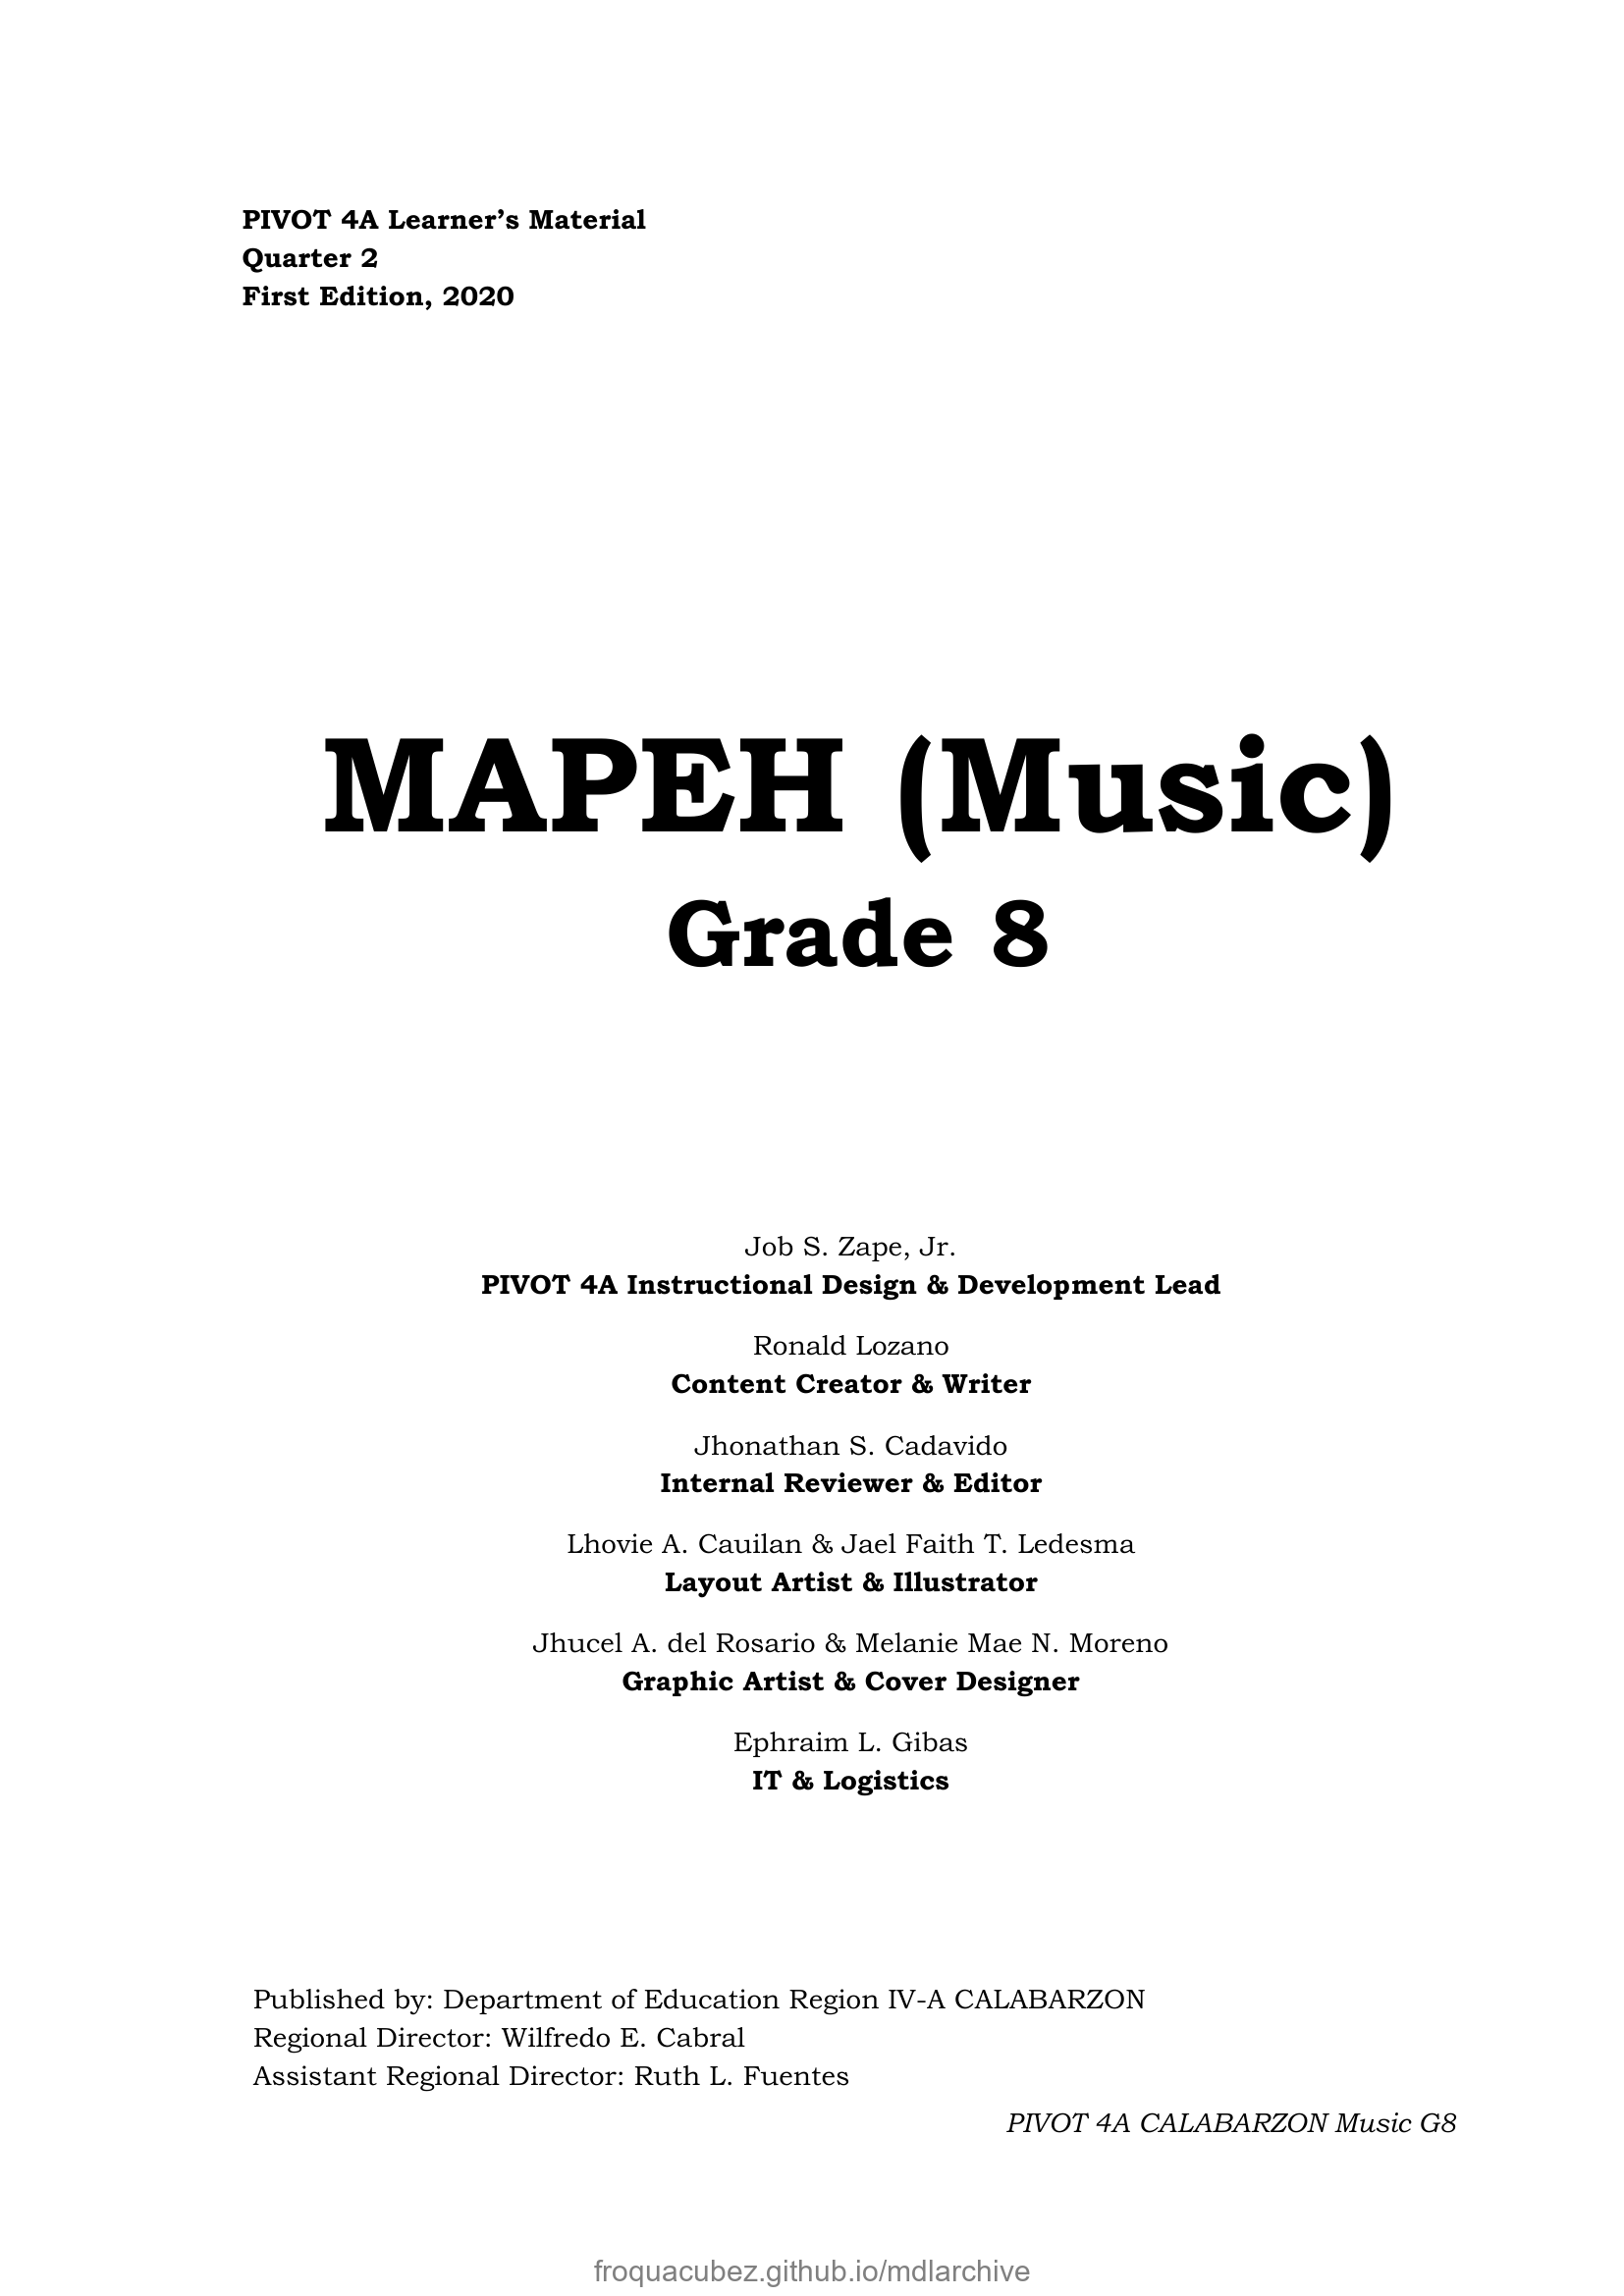 PIVOT 4A Learner’s Material
Quarter 2
First Edition, 2020
MAPEH (Music)
Grade 8
Job S. Zape, Jr.
PIVOT 4A Instructional Design & Development Lead
Ronald Lozano
Content Creator & Writer
Jhonathan S. Cadavido
Internal Reviewer & Editor
Lhovie A. Cauilan & Jael Faith T. Ledesma
Layout Artist & Illustrator
Jhucel A. del Rosario & Melanie Mae N. Moreno
Graphic Artist & Cover Designer
Ephraim L. Gibas
IT & Logistics
Published by: Department of Education Region IV-A CALABARZON
Regional Director: Wilfredo E. Cabral
Assistant Regional Director: Ruth L. Fuentes
PIVOT 4A CALABARZON Music G8
froquacubez.github.io/mdlarchive